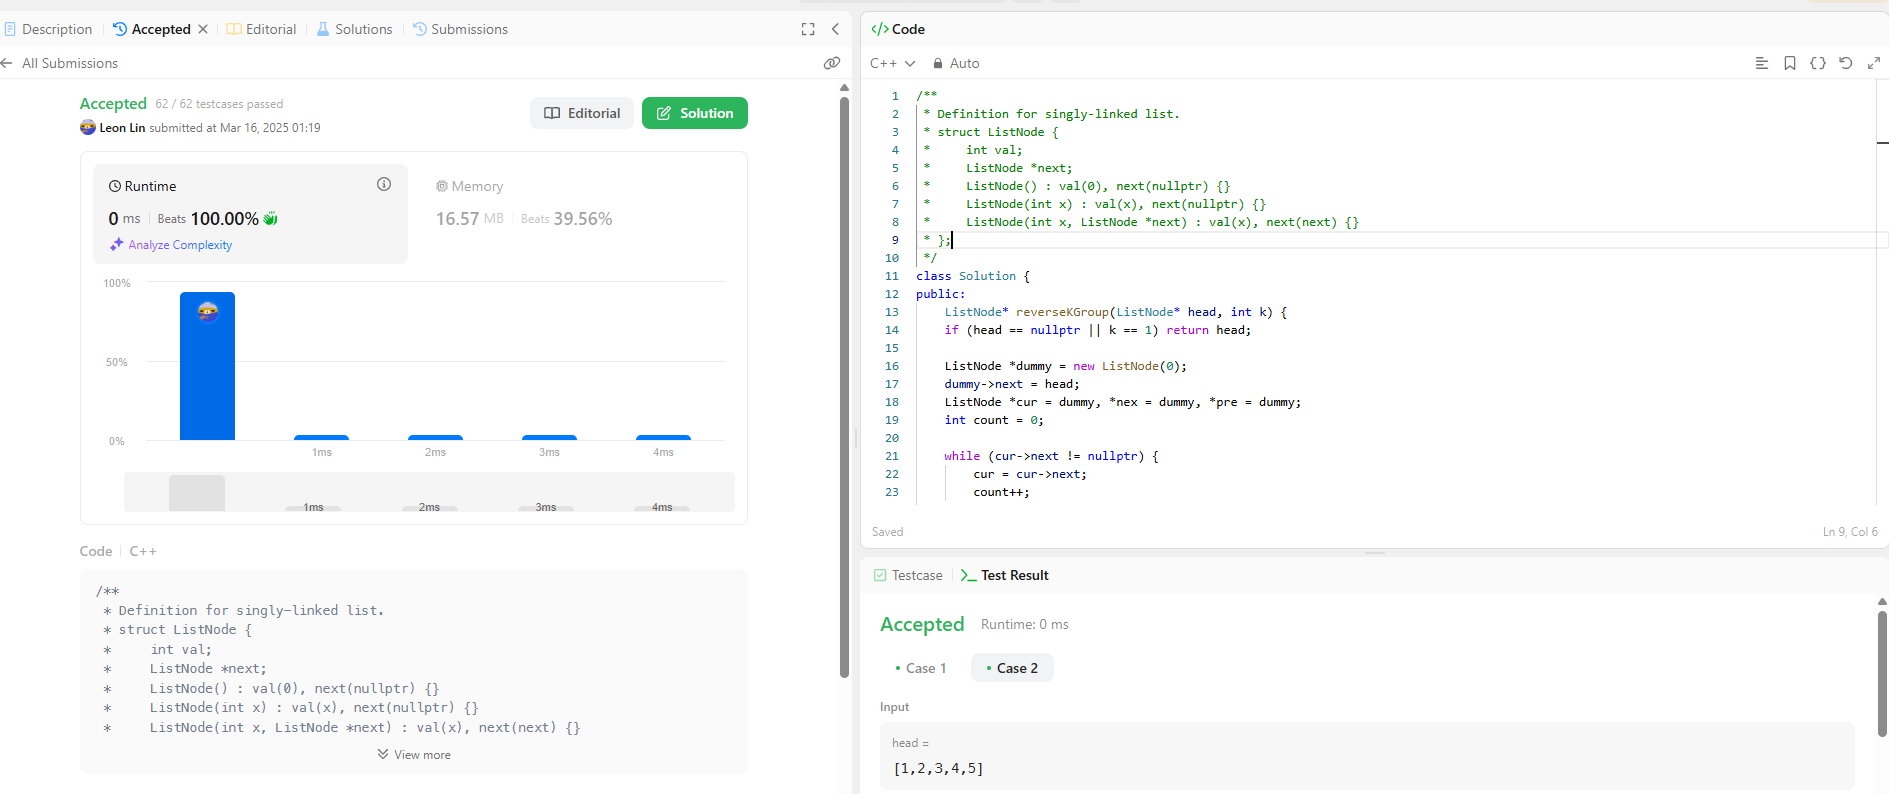 Description
Accepted
Editorial
Solutions
Submissions
All Submissions
Accepted 62 / 62 testcases passed
Leon Lin submitted at Mar 16, 2025 01:19
Editorial
Solution
Runtime
0 ms Beats 100.00%
Analyze Complexity
Memory
16.57 MB Beats 39.56%
100%
50%
0%
1ms 2ms 3ms 4ms
1ms 2ms 3ms 4ms
Code C++
/**
* Definition for singly-linked list.
* struct ListNode {
*     int val;
*     ListNode *next;
*     ListNode() : val(0), next(nullptr) {}
*     ListNode(int x) : val(x), next(nullptr) {}
*     ListNode(int x, ListNode *next) : val(x), next(next) {}
View more
Code
C++ Auto
1 /**
2  * Definition for singly-linked list.
3  * struct ListNode {
4  *     int val;
5  *     ListNode *next;
6  *     ListNode() : val(0), next(nullptr) {}
7  *     ListNode(int x) : val(x), next(nullptr) {}
8  *     ListNode(int x, ListNode *next) : val(x), next(next) {}
9  * };
10  */
11 class Solution {
12 public:
13     ListNode* reverseKGroup(ListNode* head, int k) {
14     if (head == nullptr || k == 1) return head;
15
16     ListNode *dummy = new ListNode(0);
17     dummy->next = head;
18     ListNode *cur = dummy, *nex = dummy, *pre = dummy;
19     int count = 0;
20
21     while (cur->next != nullptr) {
22         cur = cur->next;
23         count++;
Saved
Ln 9, Col 6
Testcase
Test Result
Accepted Runtime: 0 ms
Case 1
Case 2
Input
head =
[1,2,3,4,5]